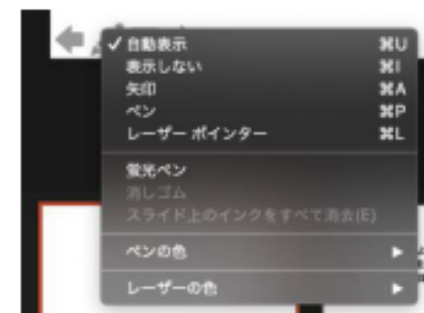 ✓ 自動表示 ⌘U
表示しない ⌘I
矢印 ⌘A
ペン ⌘P
レーザー ポインター ⌘L
蛍光ペン
消しゴム
スライド上のインクをすべて消去(E)
ペンの色 ▶
レーザーの色 ▶